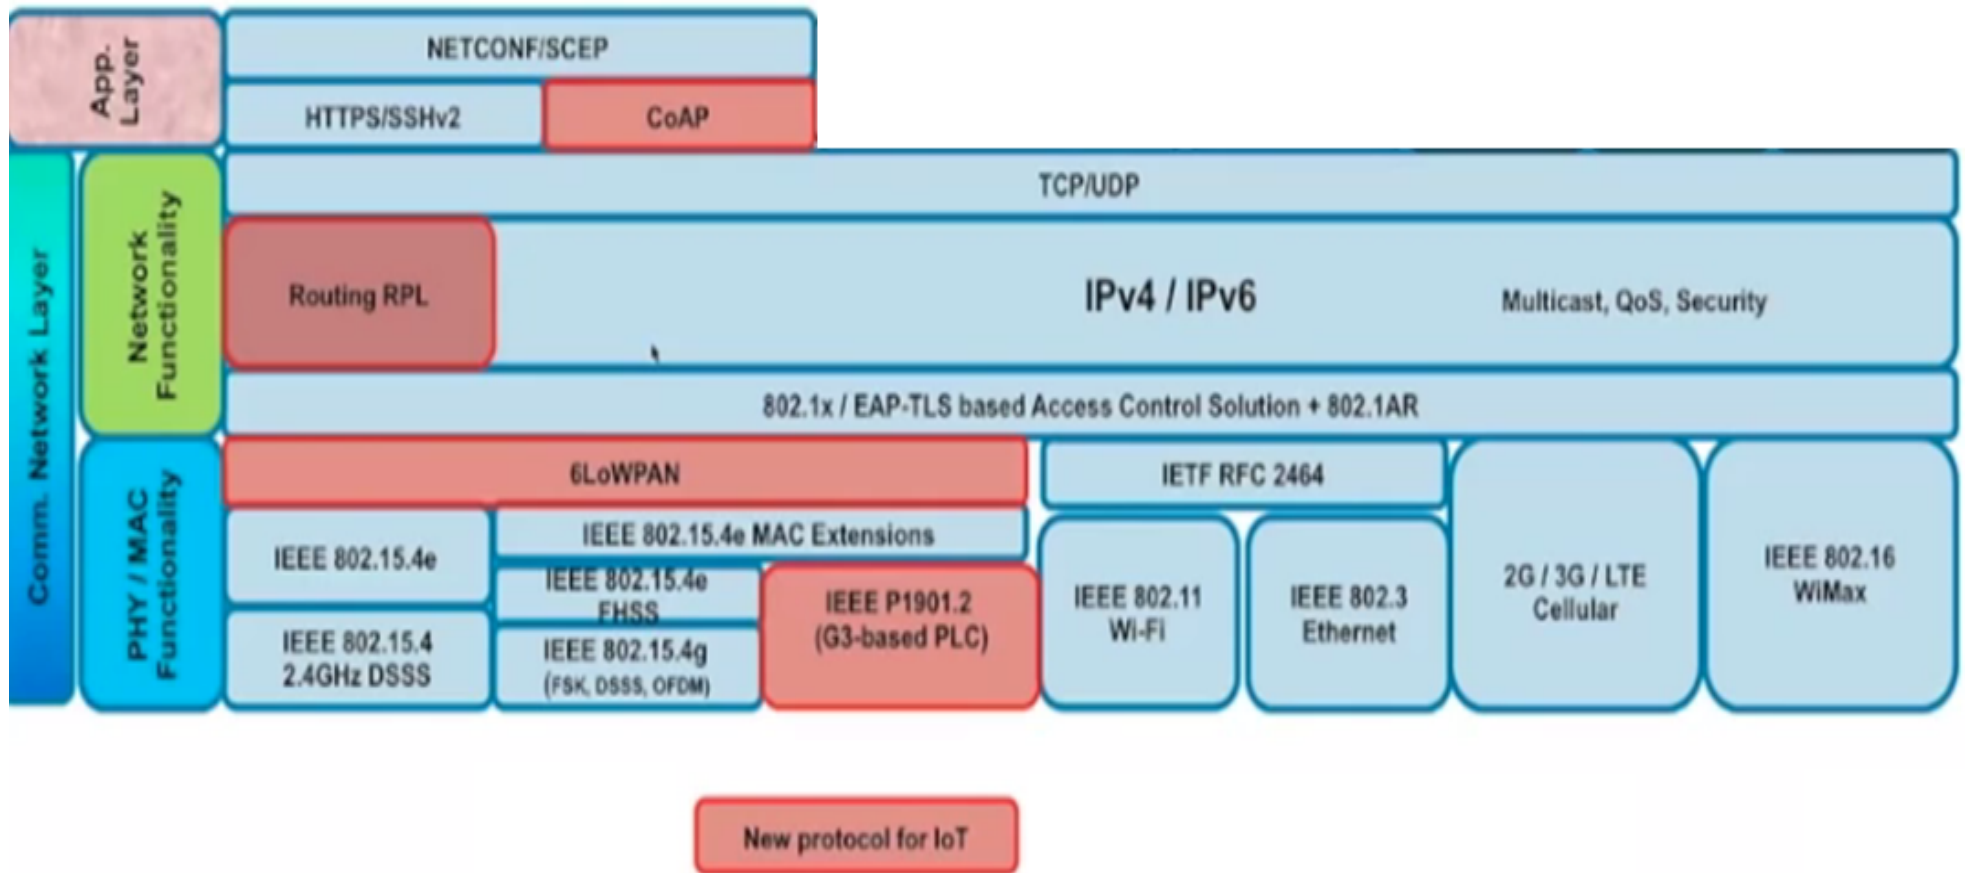 App.
Layer
NETCONF/SCEP
HTTPS/SSHv2
CoAP
Comm. Network Layer
Network
Functionality
TCP/UDP
Routing RPL
IPv4 / IPv6
Multicast, QoS, Security
802.1x / EAP-TLS based Access Control Solution + 802.1AR
PHY / MAC
Functionality
6LoWPAN
IETF RFC 2464
IEEE 802.15.4e
IEEE 802.15.4e MAC Extensions
IEEE 802.15.4e
FHSS
IEEE 802.15.4
2.4GHz DSSS
IEEE 802.15.4g
(FSK, DSSS, OFDM)
IEEE P1901.2
(G3-based PLC)
IEEE 802.11
Wi-Fi
IEEE 802.3
Ethernet
2G / 3G / LTE
Cellular
IEEE 802.16
WiMax
New protocol for IoT